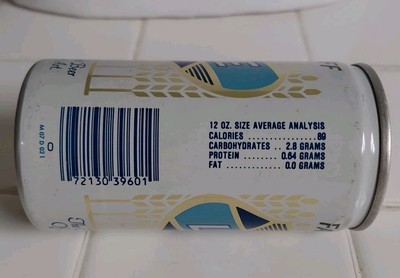 12 OZ. SIZE AVERAGE ANALYSIS
CALORIES ........................89
CARBOHYDRATES .. 2.8 GRAMS
PROTEIN ......... 0.64 GRAMS
FAT ............... 0.0 GRAMS
72130 39601
0